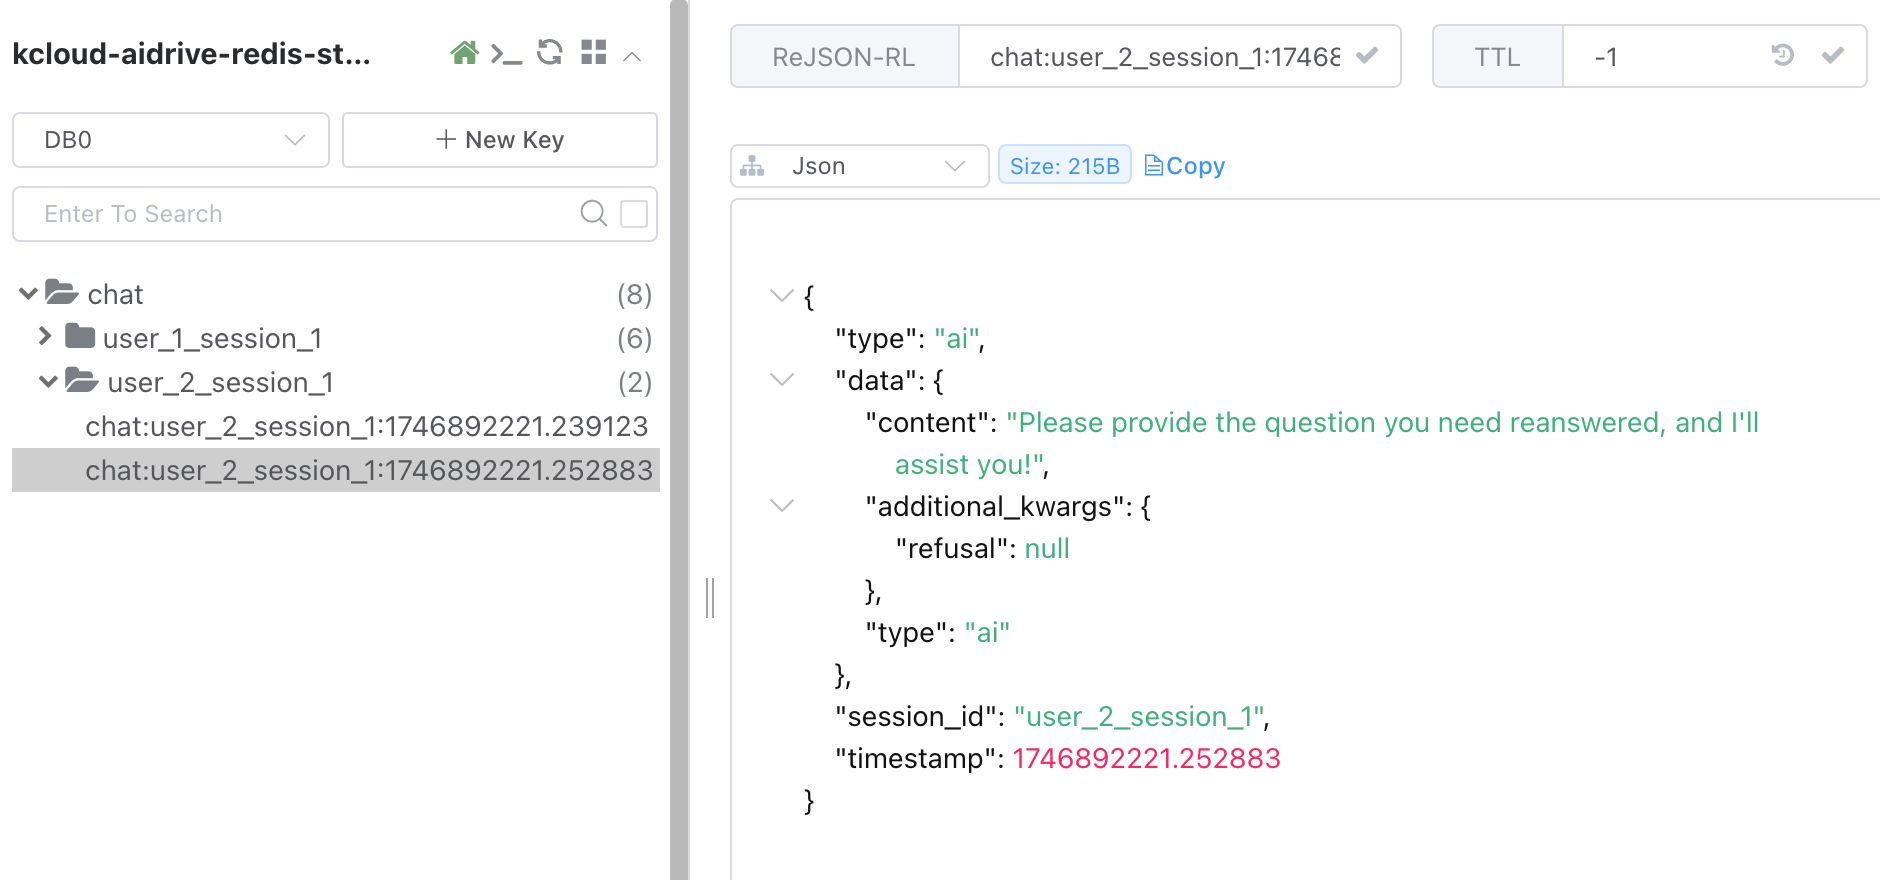 kcloud-aidrive-redis-st...
DB0
New Key
Enter To Search
chat (8)
user_1_session_1 (6)
user_2_session_1 (2)
chat:user_2_session_1:1746892221.239123
chat:user_2_session_1:1746892221.252883
ReJSON-RL chat:user_2_session_1:17468
TTL -1
Json Size: 215B Copy
{
"type": "ai",
"data": {
"content": "Please provide the question you need reanswered, and I'll
assist you!",
"additional_kwargs": {
"refusal": null
},
"type": "ai"
},
"session_id": "user_2_session_1",
"timestamp": 1746892221.252883
}